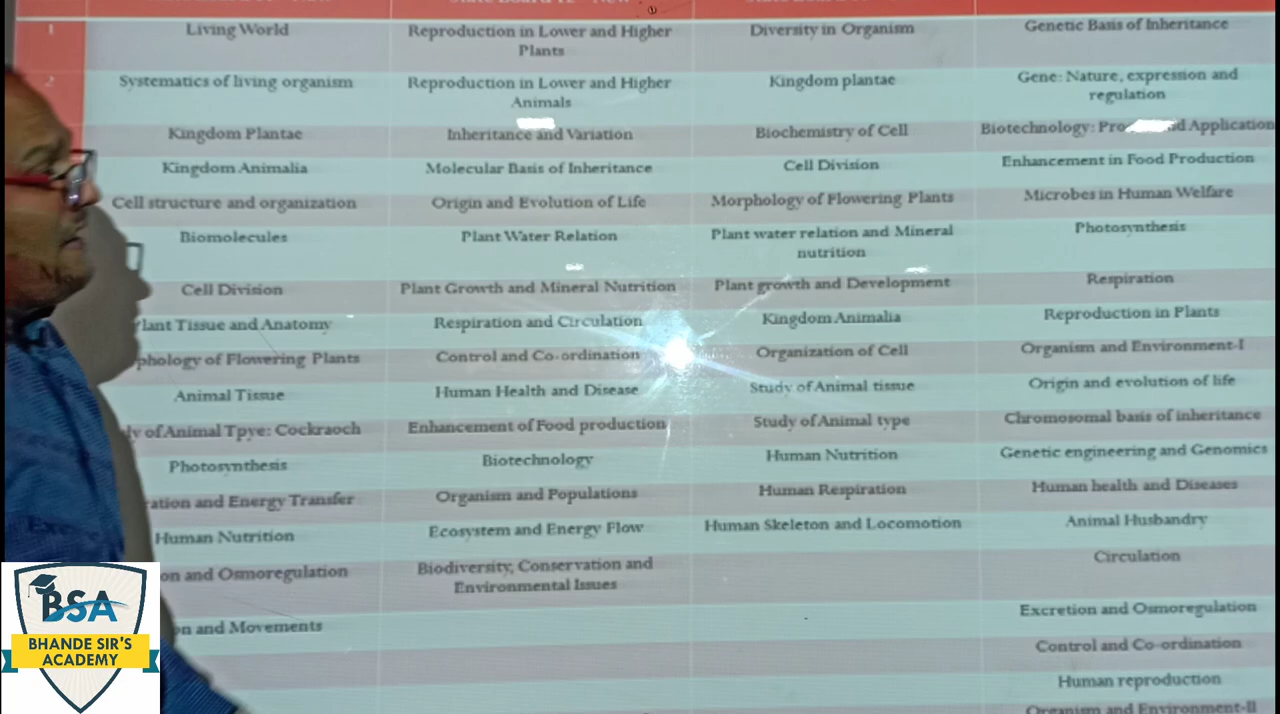 1 Living World Reproduction in Lower and Higher Plants Diversity in Organism Genetic Basis of Inheritance
2 Systematics of living organism Reproduction in Lower and Higher Animals Kingdom plantae Gene: Nature, expression and regulation
Kingdom Plantae Inheritance and Variation Biochemistry of Cell Biotechnology: Application
Kingdom Animalia Molecular Basis of Inheritance Cell Division Enhancement in Food Production
Cell structure and organization Origin and Evolution of Life Morphology of Flowering Plants Microbes in Human Welfare
Biomolecules Plant Water Relation Plant water relation and Mineral nutrition Photosynthesis
Cell Division Plant Growth and Mineral Nutrition Plant growth and Development Respiration
lant Tissue and Anatomy Respiration and Circulation Kingdom Animalia Reproduction in Plants
phology of Flowering Plants Control and Co-ordination Organization of Cell Organism and Environment-I
Animal Tissue Human Health and Disease Study of Animal tissue Origin and evolution of life
of Animal Tpye: Cockraoch Enhancement of Food production Study of Animal type Chromosomal basis of inheritance
Photosynthesis Biotechnology Human Nutrition Genetic engineering and Genomics
ration and Energy Transfer Organism and Populations Human Respiration Human health and Diseases
Human Nutrition Ecosystem and Energy Flow Human Skeleton and Locomotion Animal Husbandry
on and Osmoregulation Biodiversity, Conservation and Environmental Issues Circulation
n and Movements Excretion and Osmoregulation
Control and Co-ordination
Human reproduction
Organism and Environment-II
BSA
BHANDE SIR'S
ACADEMY